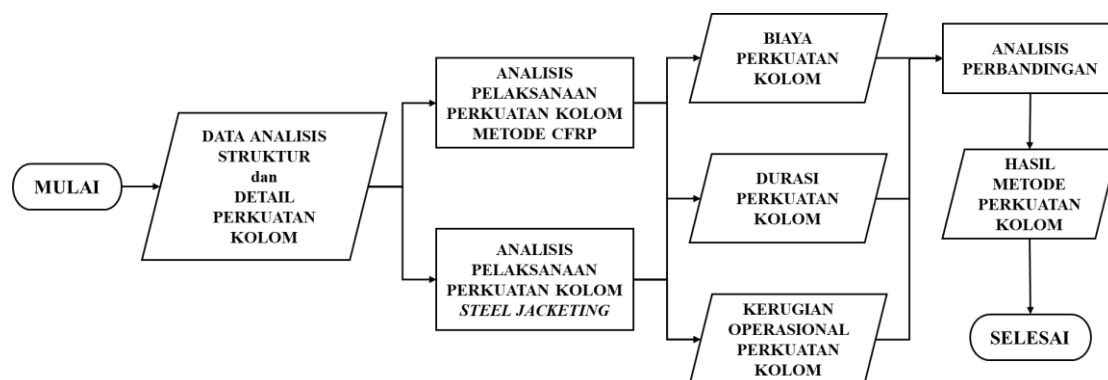 MULAI
DATA ANALISIS
STRUKTUR
dan
DETAIL
PERKUATAN
KOLOM
ANALISIS
PELAKSANAAN
PERKUATAN KOLOM
METODE CFRP
ANALISIS
PELAKSANAAN
PERKUATAN KOLOM
STEEL JACKETING
BIAYA
PERKUATAN
KOLOM
DURASI
PERKUATAN
KOLOM
KERUGIAN
OPERASIONAL
PERKUATAN
KOLOM
ANALISIS
PERBANDINGAN
HASIL
METODE
PERKUATAN
KOLOM
SELESAI